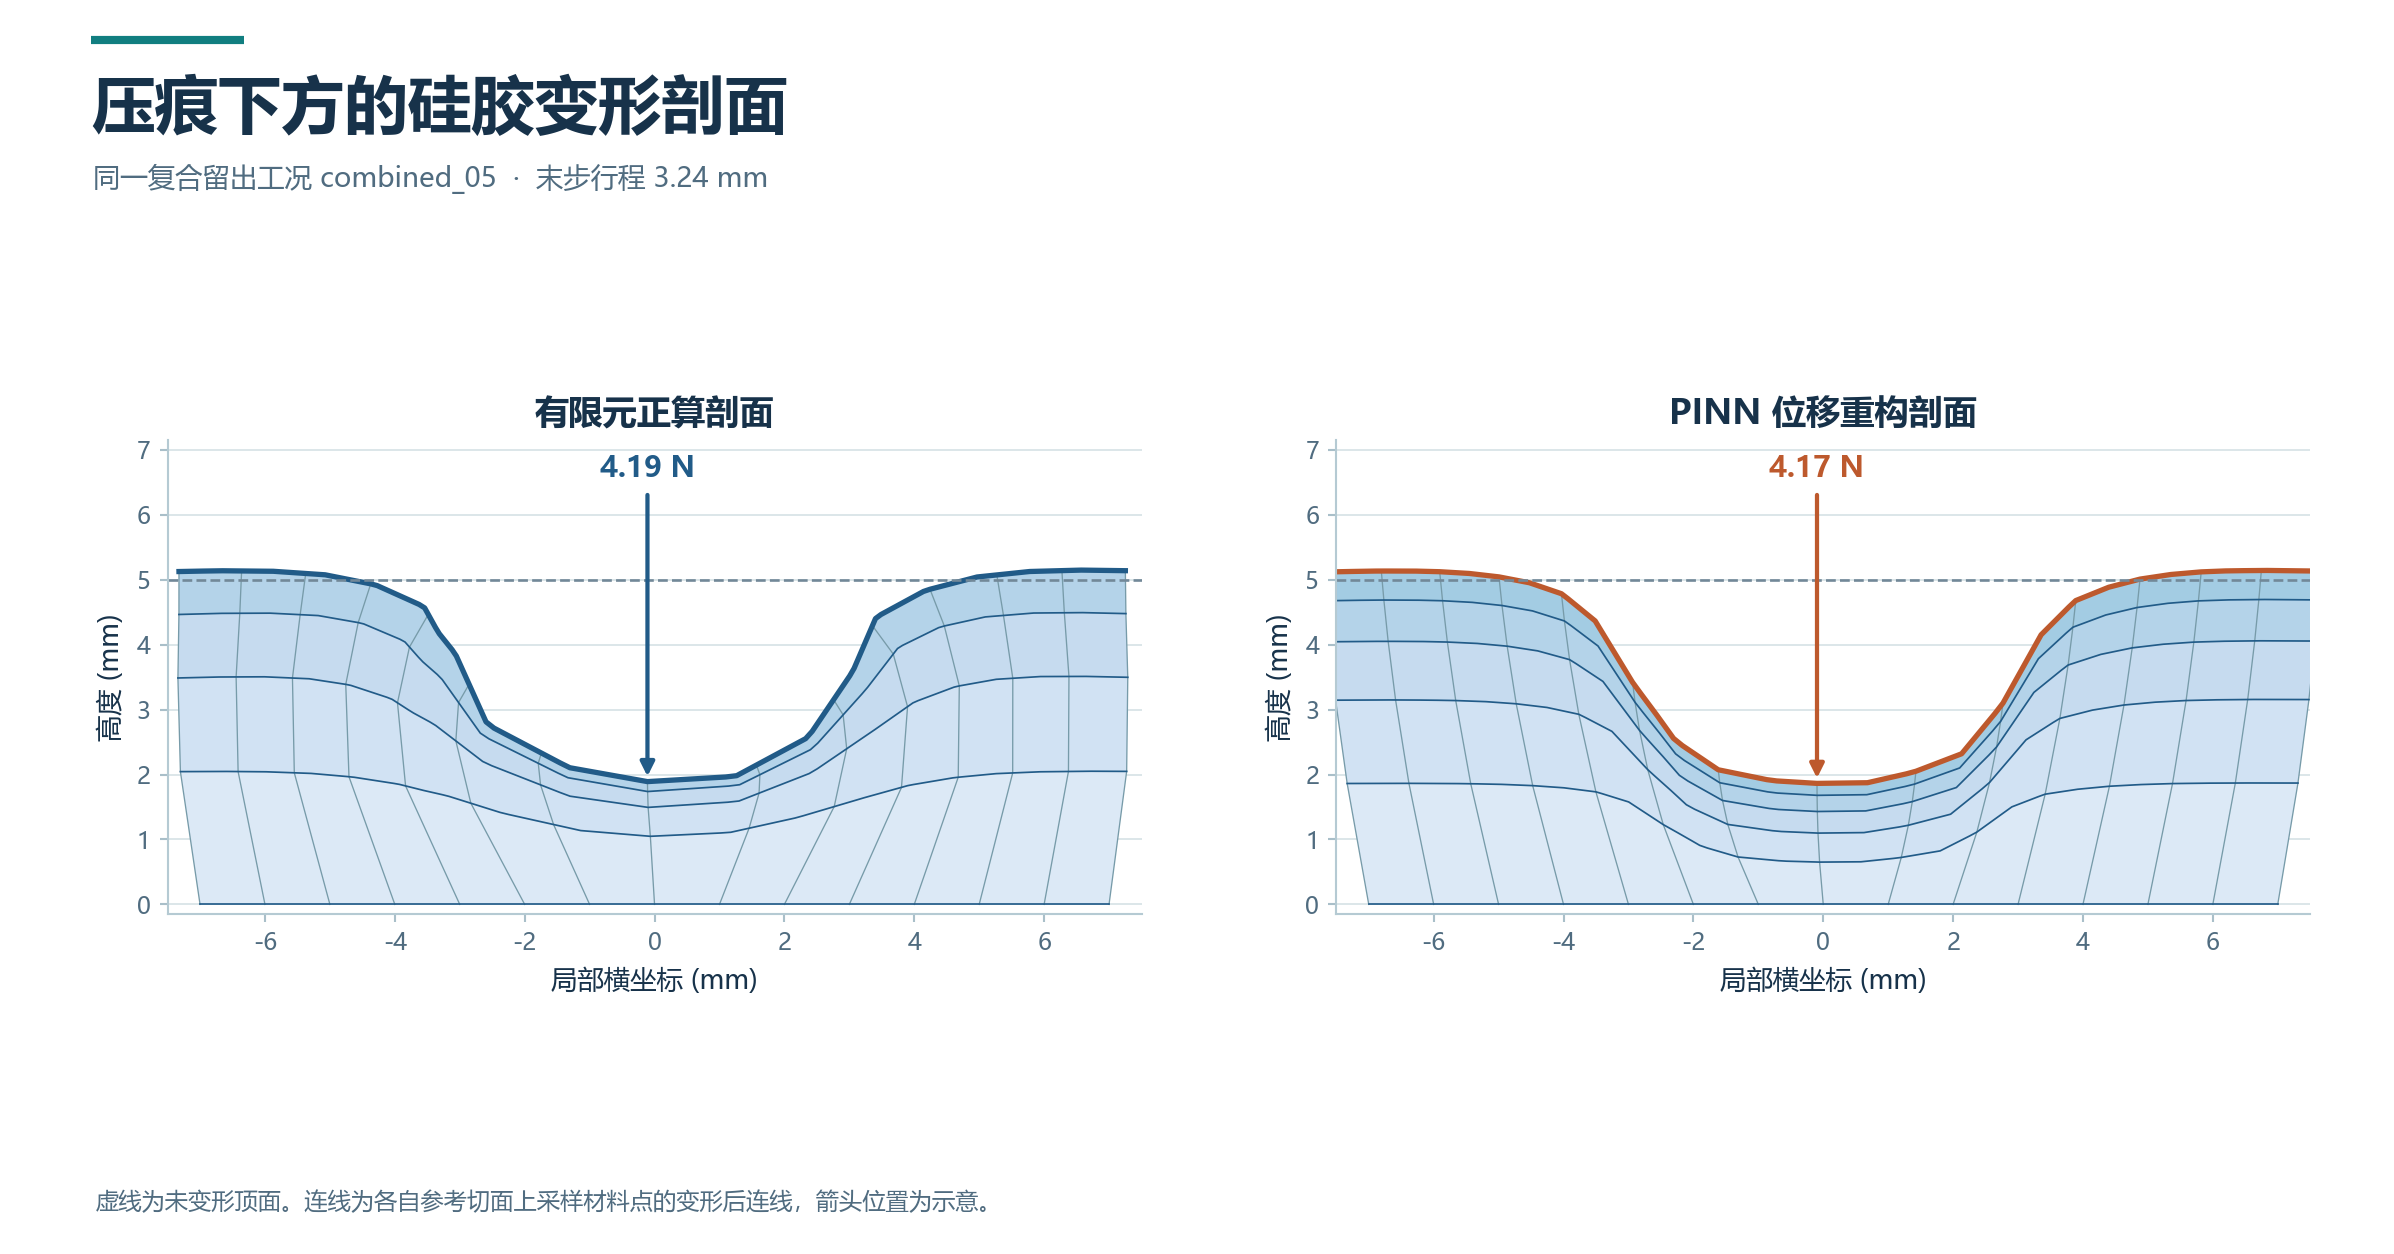 压痕下方的硅胶变形剖面
同一复合留出工况 combined_05 · 末步行程 3.24 mm
有限元正算剖面
4.19 N
7
6
5
4
3
2
1
0
高度 (mm)
-6 -4 -2 0 2 4 6
局部横坐标 (mm)
PINN 位移重构剖面
4.17 N
7
6
5
4
3
2
1
0
高度 (mm)
-6 -4 -2 0 2 4 6
局部横坐标 (mm)
虚线为未变形顶面。连线为各自参考切面上采样材料点的变形后连线，箭头位置为示意。